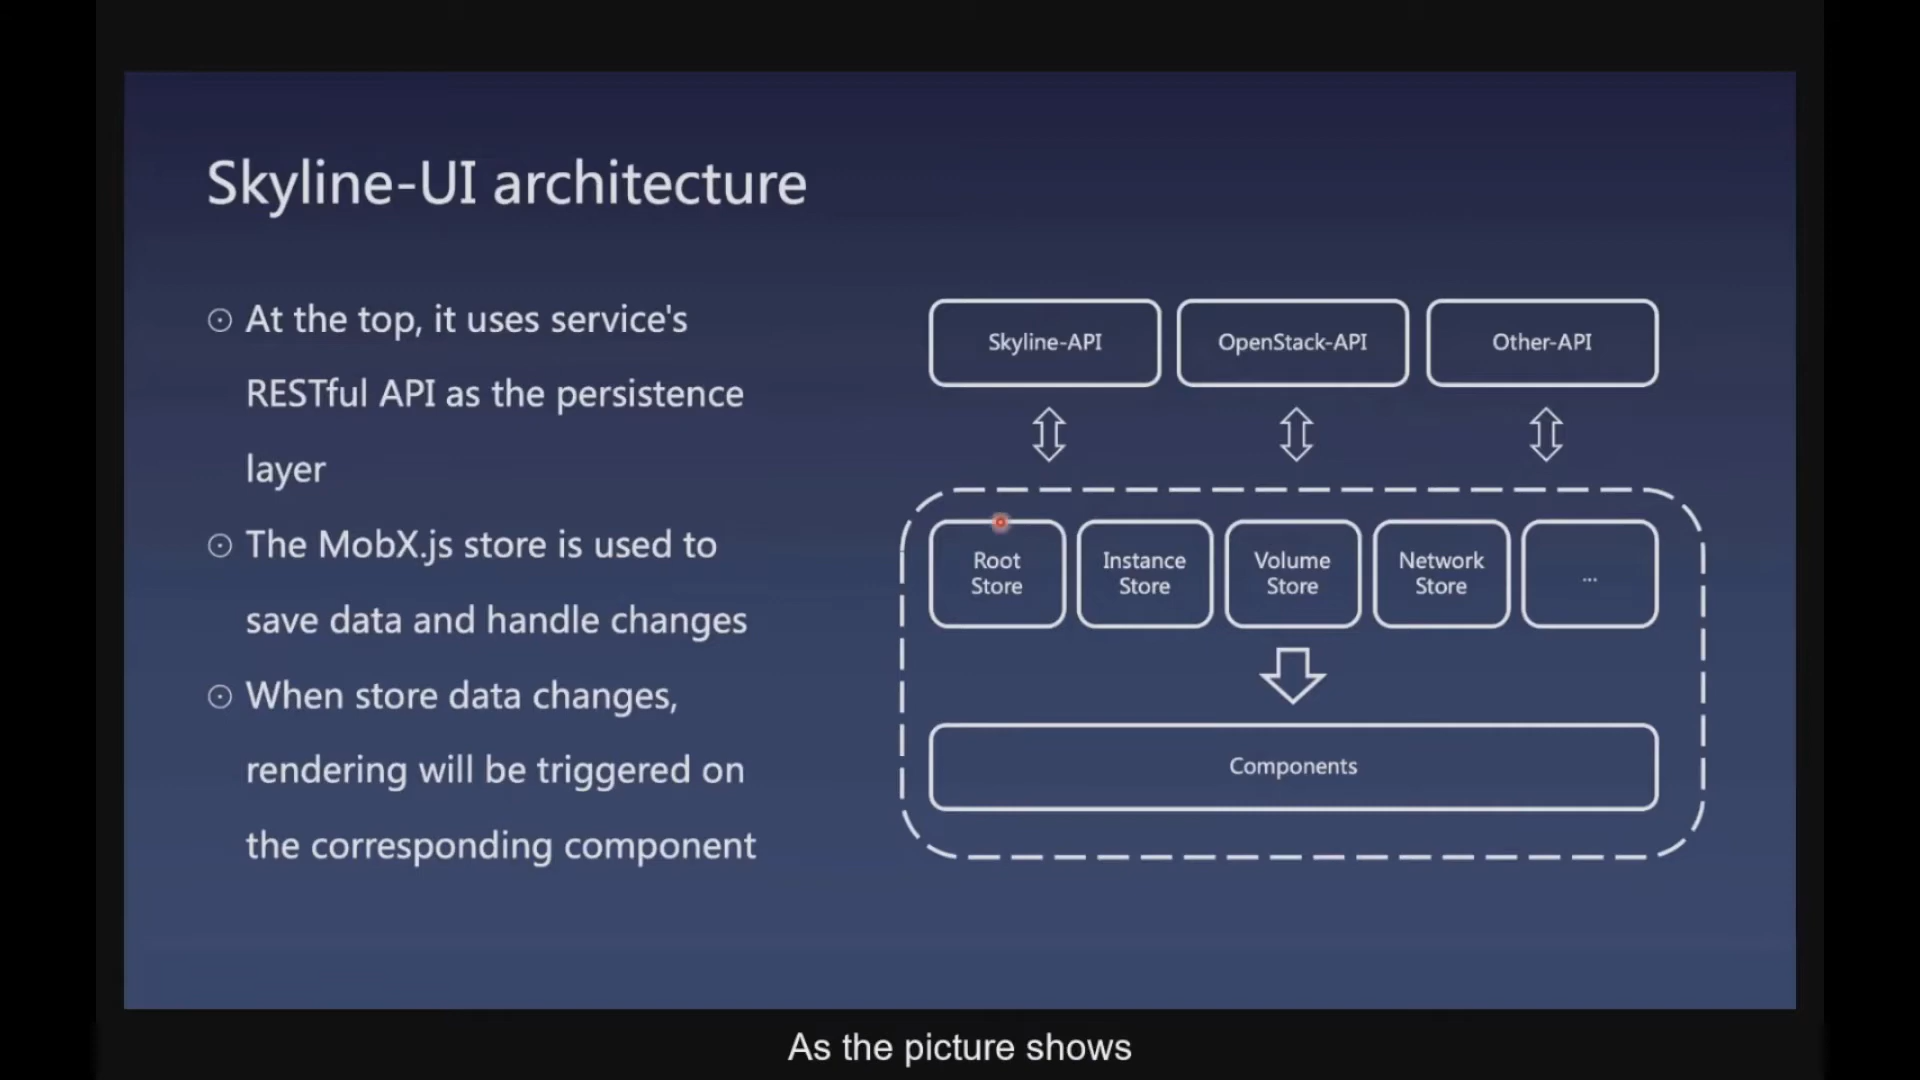 Skyline-UI architecture
At the top, it uses service's
RESTful API as the persistence
layer
The MobX.js store is used to
save data and handle changes
When store data changes,
rendering will be triggered on
the corresponding component
Skyline-API
OpenStack-API
Other-API
Root
Store
Instance
Store
Volume
Store
Network
Store
...
Components
As the picture shows